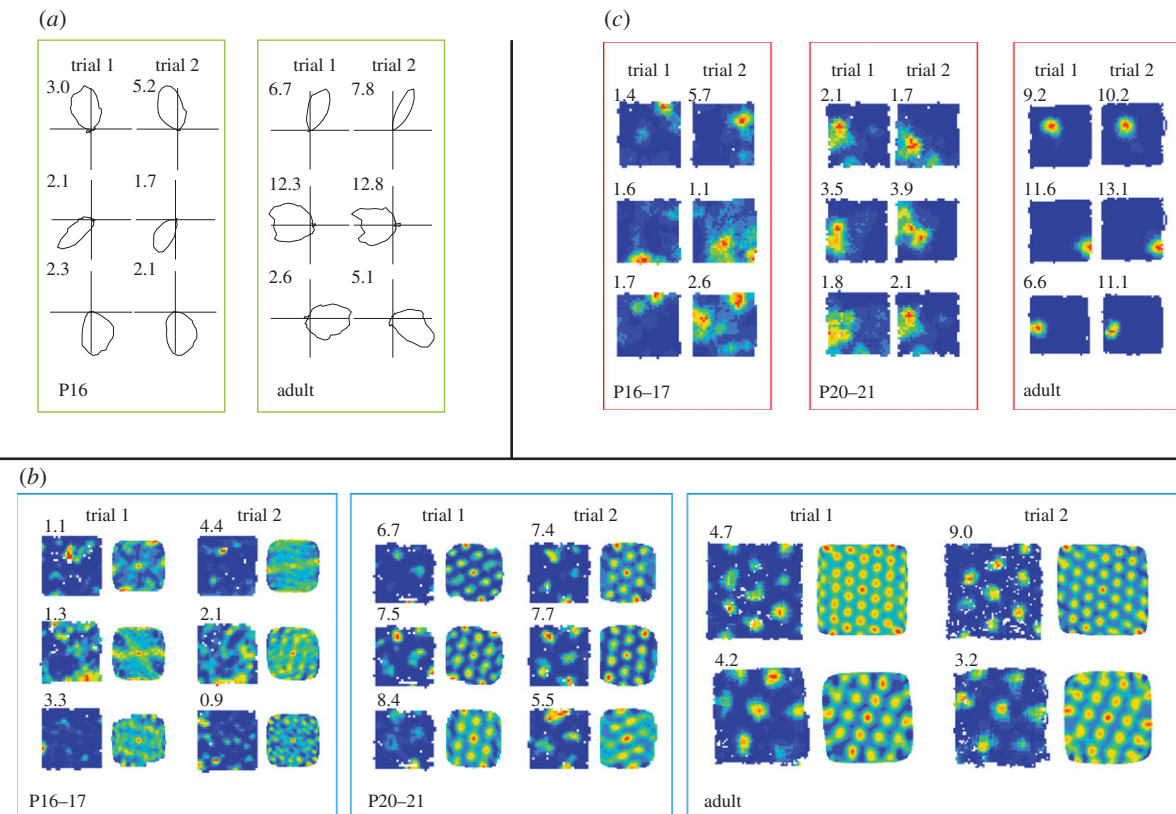 (a)
trial 1 trial 2
3.0 5.2
2.1 1.7
2.3 2.1
P16
trial 1 trial 2
6.7 7.8
12.3 12.8
2.6 5.1
adult
(c)
trial 1 trial 2
1.4 5.7
1.6 1.1
1.7 2.6
P16–17
trial 1 trial 2
2.1 1.7
3.5 3.9
1.8 2.1
P20–21
trial 1 trial 2
9.2 10.2
11.6 13.1
6.6 11.1
adult
(b)
trial 1 trial 2
1.1 4.4
1.3 2.1
3.3 0.9
P16–17
trial 1 trial 2
6.7 7.4
7.5 7.7
8.4 5.5
P20–21
trial 1 trial 2
4.7 9.0
4.2 3.2
adult